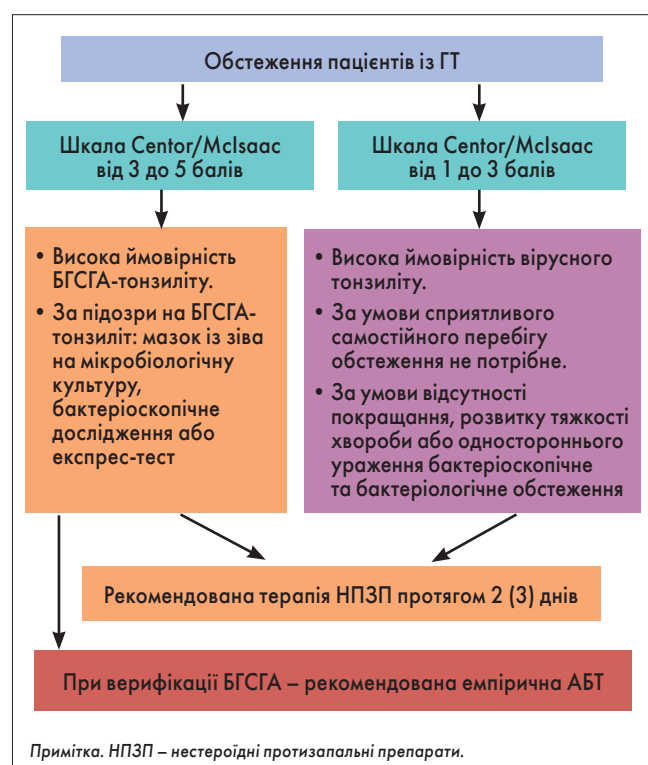 Обстеження пацієнтів із ГТ
Шкала Centor/McIsaac
від 3 до 5 балів
Шкала Centor/McIsaac
від 1 до 3 балів
• Висока ймовірність
БГСГА-тонзиліту.
• За підозри на БГСГА-
тонзиліт: мазок із зіва
на мікробіологічну
культуру,
бактеріоскопічне
дослідження або
експрес-тест
• Висока ймовірність вірусного
тонзиліту.
• За умови сприятливого
самостійного перебігу
обстеження не потрібне.
• За умови відсутності
покращання, розвитку тяжкості
хвороби або одностороннього
ураження бактеріоскопічне
та бактеріологічне обстеження
Рекомендована терапія НПЗП протягом 2 (3) днів
При верифікації БГСГА – рекомендована емпірична АБТ
Примітка. НПЗП – нестероїдні протизапальні препарати.